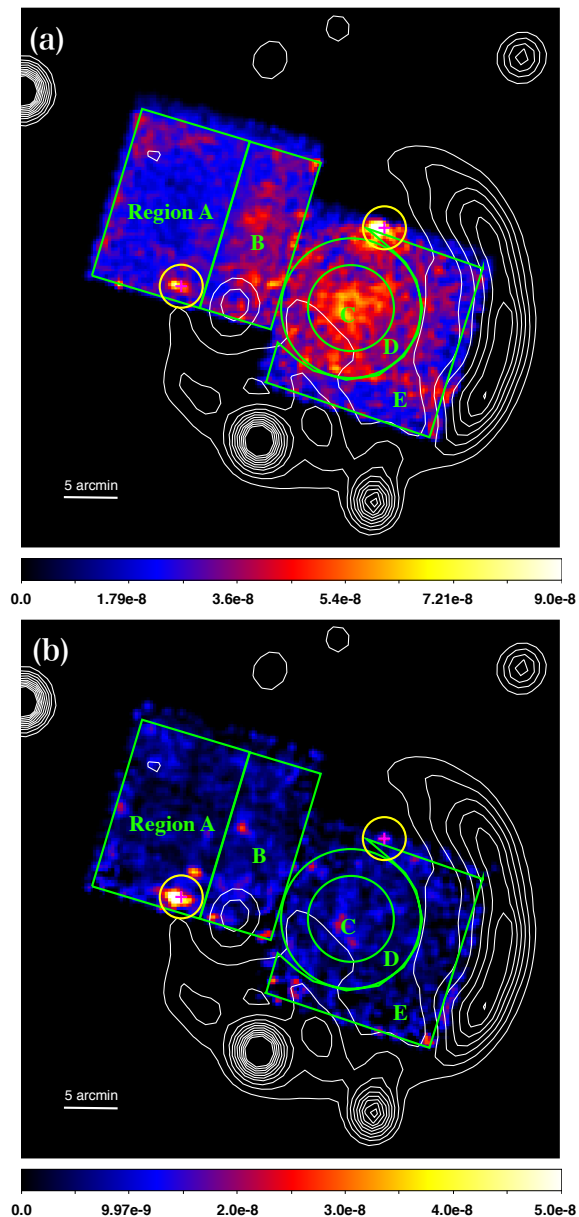 (a)
Region A
B
C
D
E
5 arcmin
0.0 1.79e-8 3.6e-8 5.4e-8 7.21e-8 9.0e-8
(b)
Region A
B
C
D
E
5 arcmin
0.0 9.97e-9 2.0e-8 3.0e-8 4.0e-8 5.0e-8